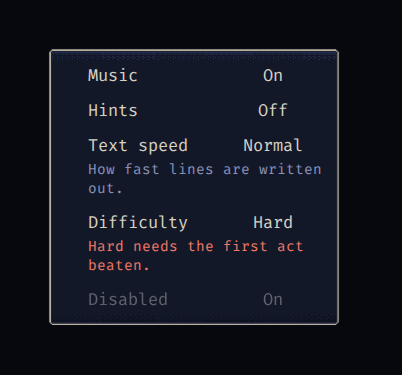 Music On
Hints Off
Text speed Normal
How fast lines are written
out.
Difficulty Hard
Hard needs the first act
beaten.
Disabled On